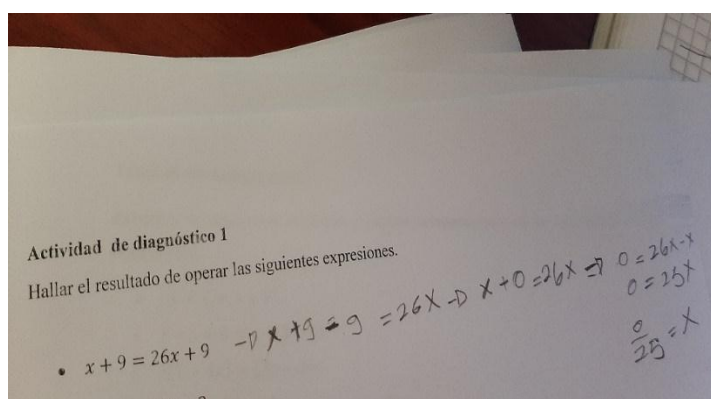 Actividad de diagnóstico 1
Hallar el resultado de operar las siguientes expresiones.
• x + 9 = 26x + 9 → x + 9 - 9 = 26x → x + 0 = 26x ⇒ 0 = 26x - x
0 = 25x
0/25 = x